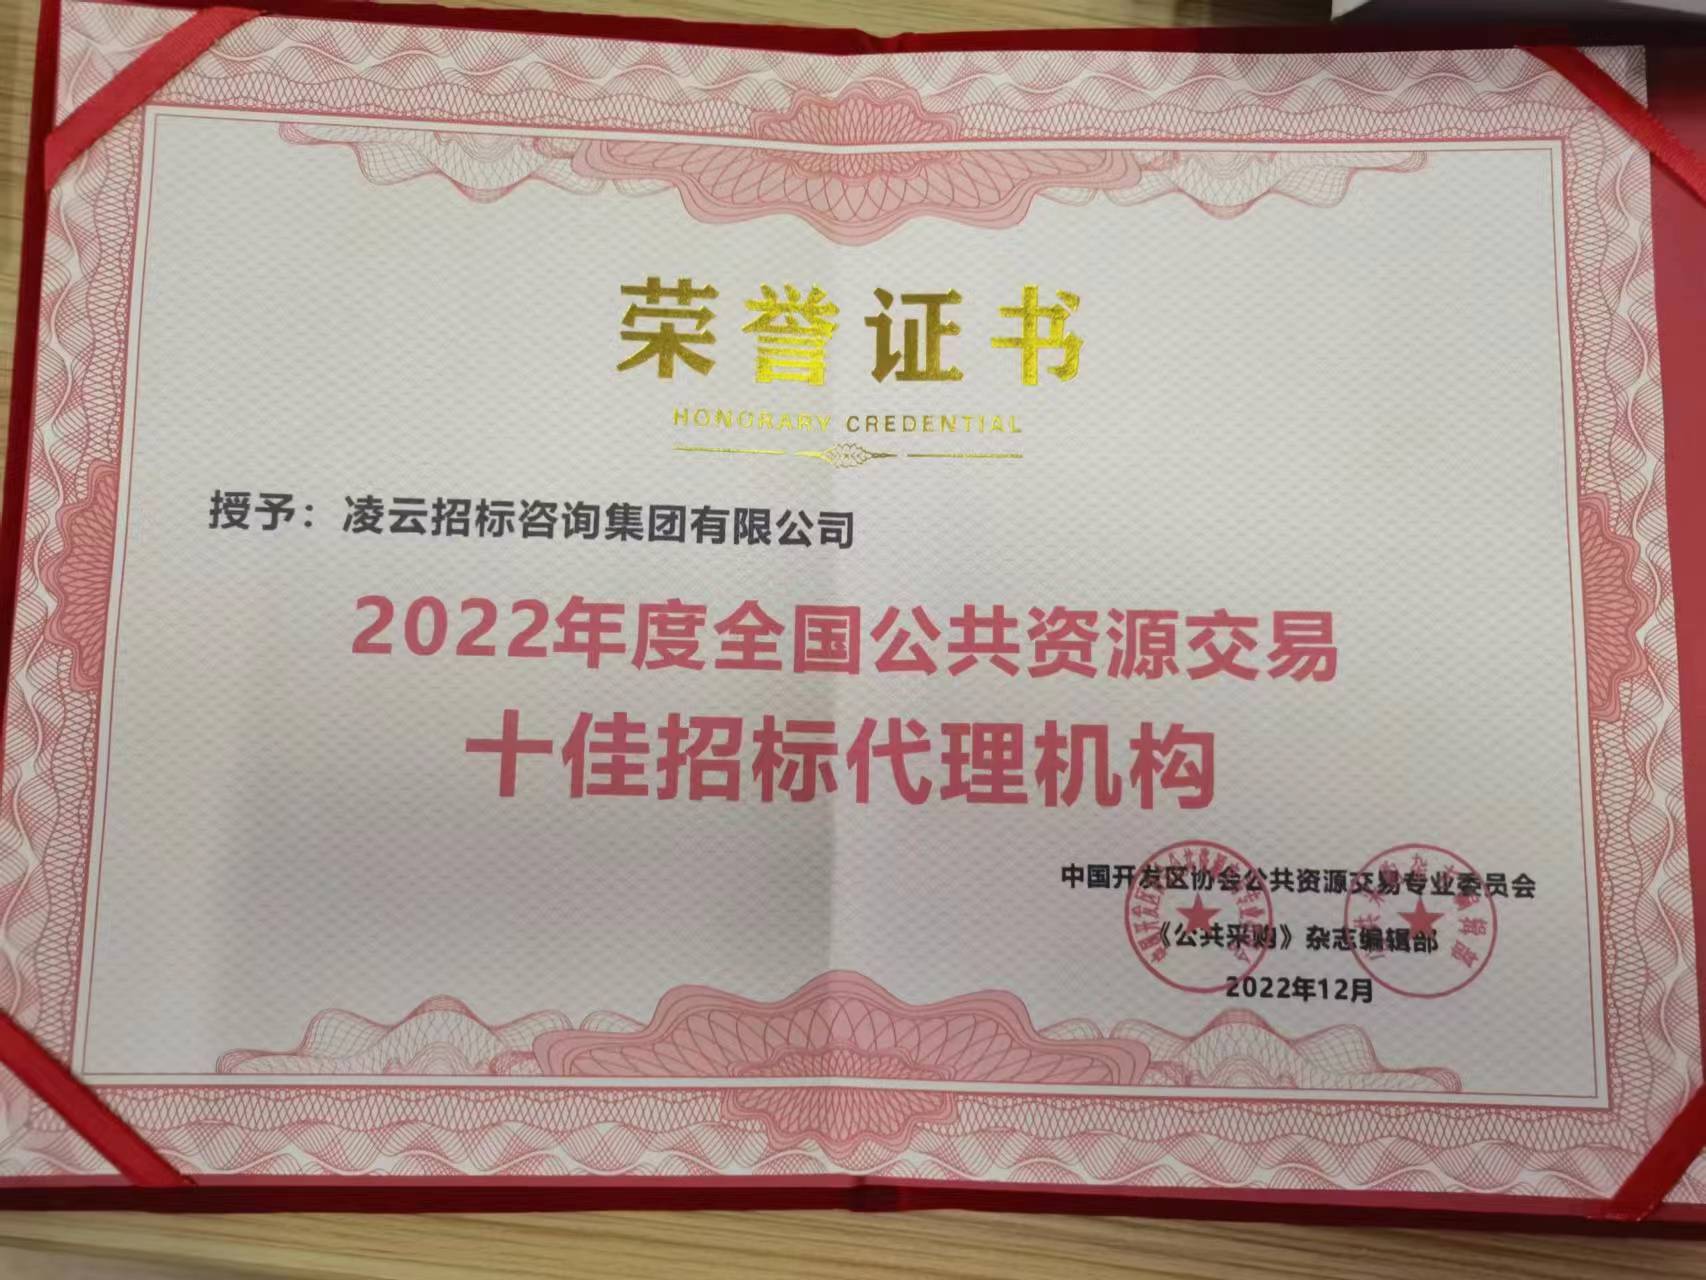 荣誉证书
HONORARY CREDENTIAL
授予：凌云招标咨询集团有限公司
2022年度全国公共资源交易
十佳招标代理机构
中国开发区协会公共资源交易专业委员会
《公共采购》杂志编辑部
2022年12月